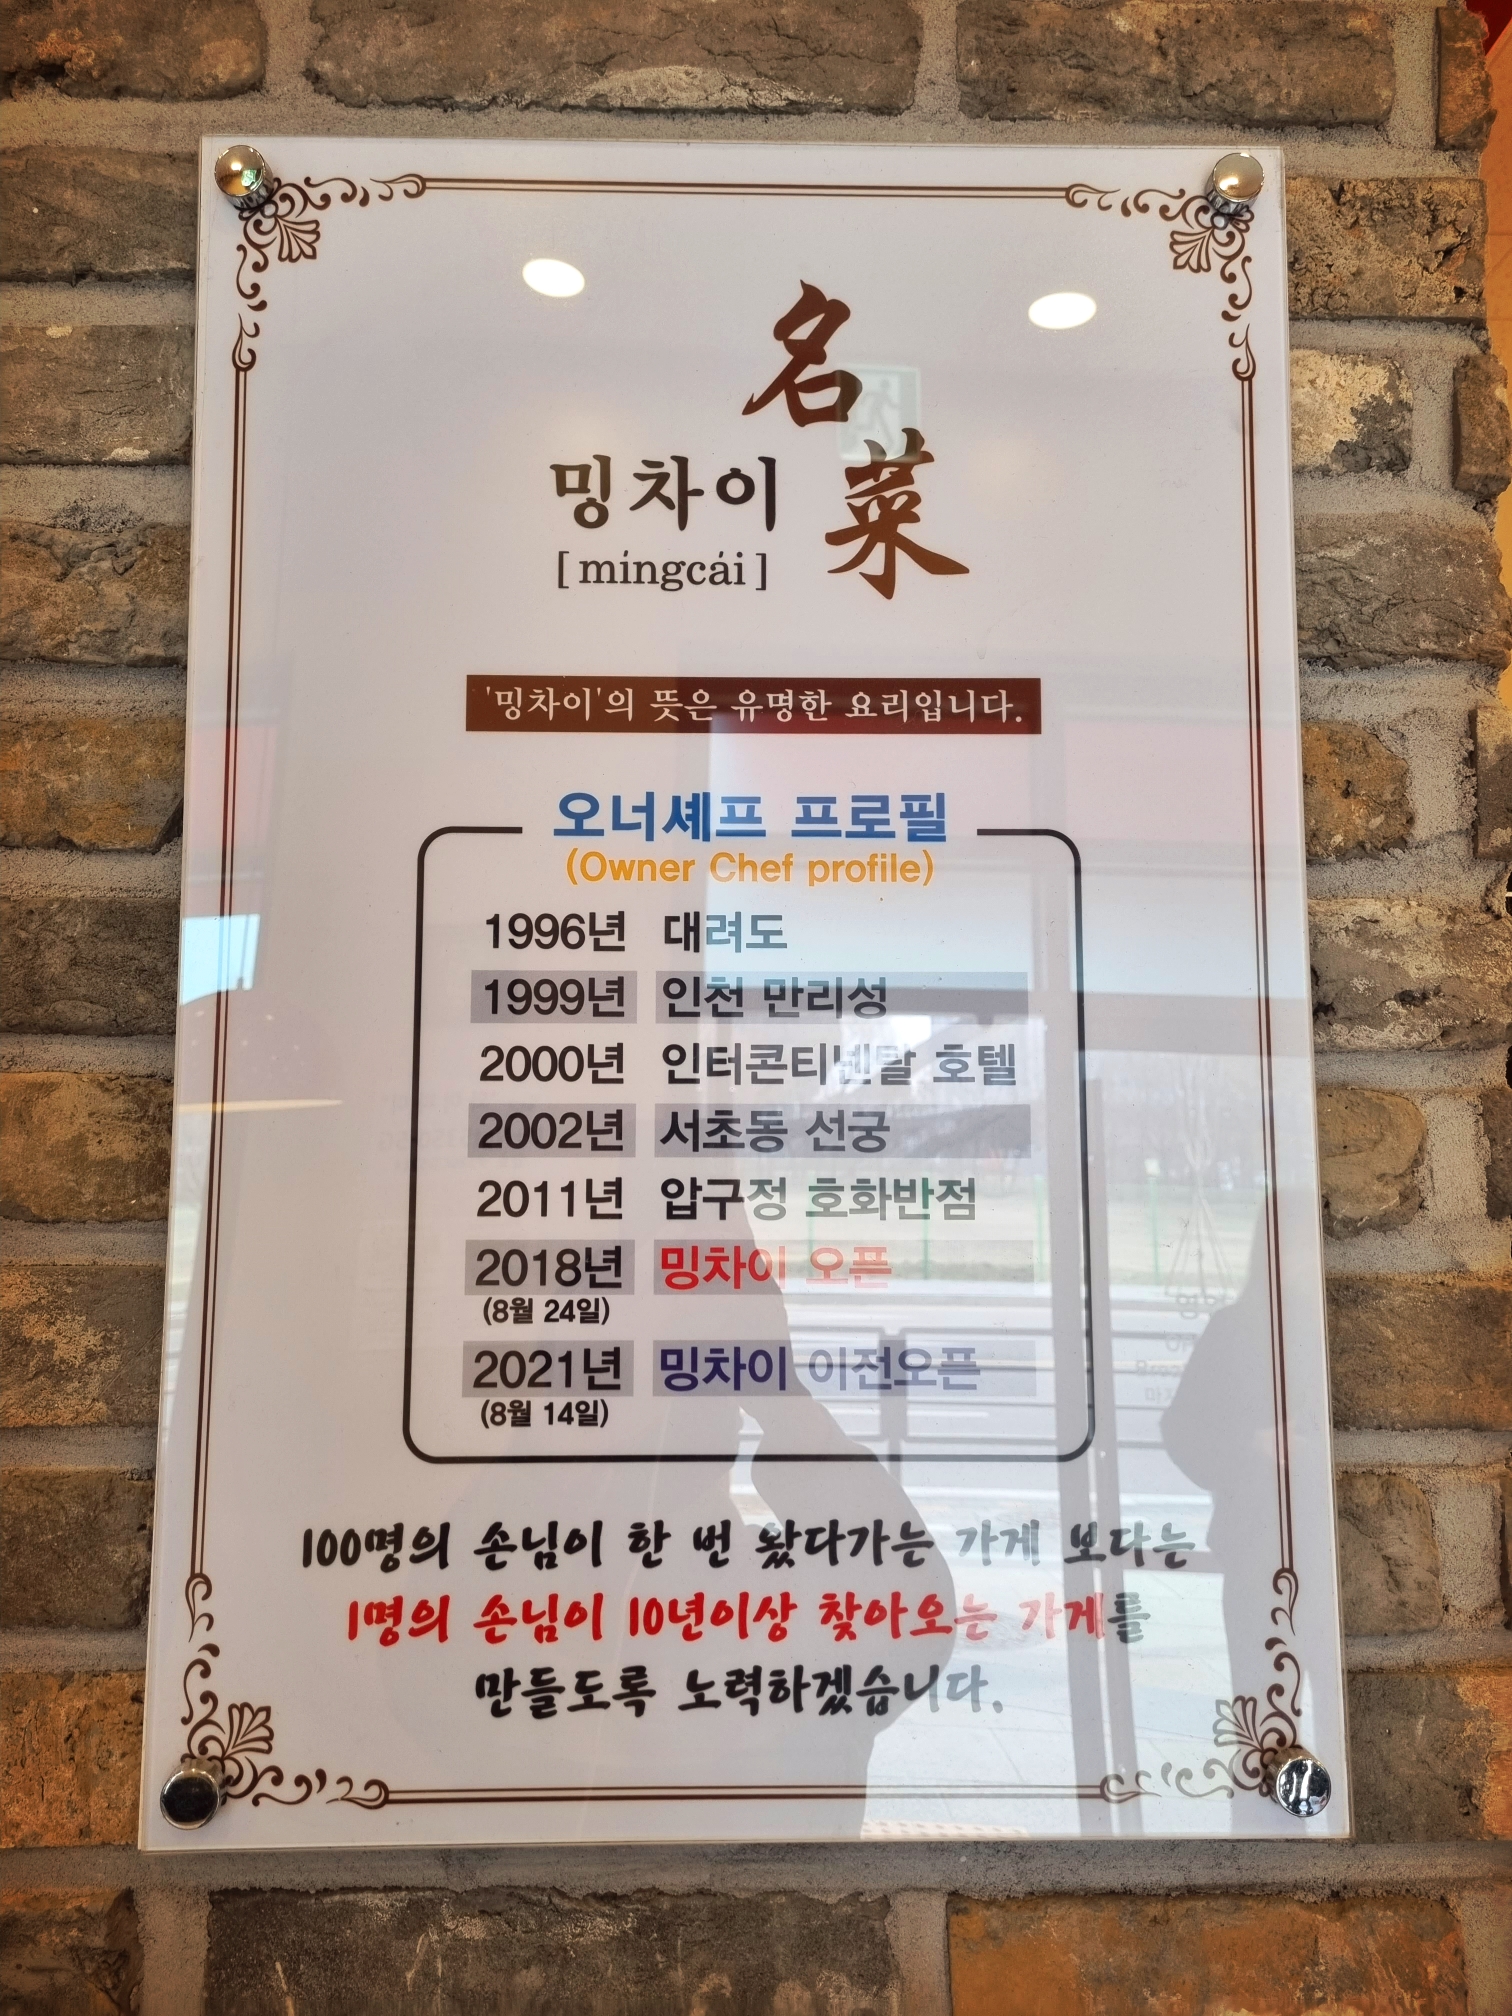 名
菜
밍차이
[míngcái]
'밍차이'의 뜻은 유명한 요리입니다.
오너셰프 프로필
(Owner Chef profile)
1996년 대려도
1999년 인천 만리성
2000년 인터콘티넨탈 호텔
2002년 서초동 선궁
2011년 압구정 호화반점
2018년 밍차이 오픈
(8월 24일)
2021년 밍차이 이전오픈
(8월 14일)
100명의 손님이 한 번 왔다가는 가게 보다는
1명의 손님이 10년이상 찾아오는 가게를
만들도록 노력하겠습니다.